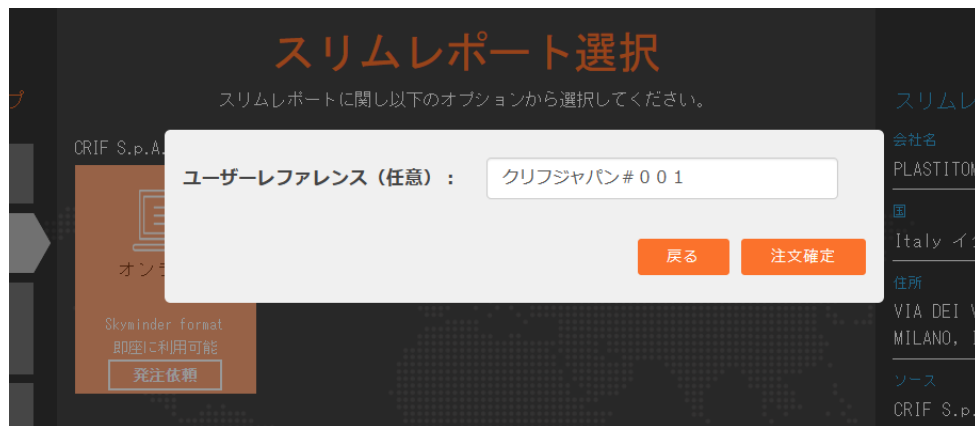 スリムレポート選択
スリムレポートに関し以下のオプションから選択してください。
CRIF S.p.A.
ユーザーレファレンス（任意）：
クリフジャパン＃００１
戻る
注文確定
Skyminder format
即座に利用可能
発注依頼
会社名
国
Italy
住所
VIA DEI
MILANO,
ソース
CRIF S.p.